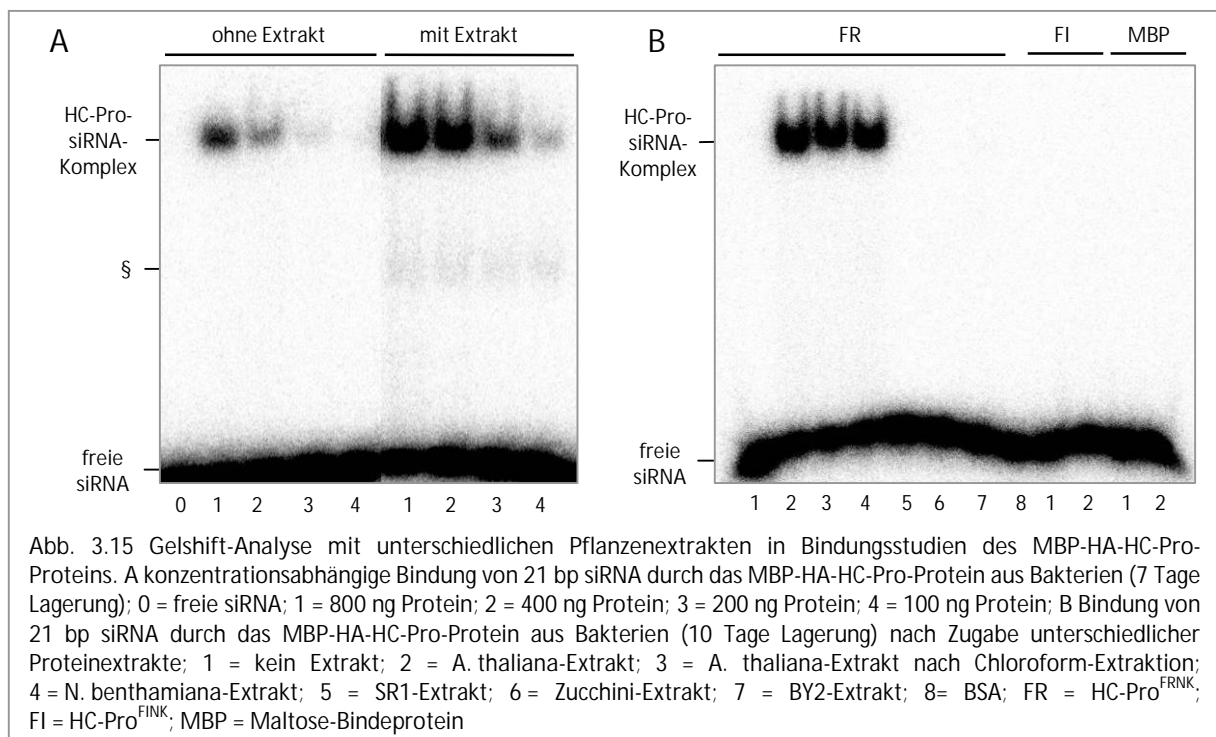 A ohne Extrakt mit Extrakt B FR FI MBP
HC-Pro-
siRNA-
Komplex
§
freie
siRNA
0 1 2 3 4 1 2 3 4
HC-Pro-
siRNA-
Komplex
freie
siRNA
1 2 3 4 5 6 7 8 1 2 1 2
Abb. 3.15 Gelshift-Analyse mit unterschiedlichen Pflanzenextrakten in Bindungsstudien des MBP-HA-HC-Pro-
Proteins. A konzentrationsabhängige Bindung von 21 bp siRNA durch das MBP-HA-HC-Pro-Protein aus Bakterien (7 Tage
Lagerung); 0 = freie siRNA; 1 = 800 ng Protein; 2 = 400 ng Protein; 3 = 200 ng Protein; 4 = 100 ng Protein; B Bindung von
21 bp siRNA durch das MBP-HA-HC-Pro-Protein aus Bakterien (10 Tage Lagerung) nach Zugabe unterschiedlicher
Proteinextrakte; 1 = kein Extrakt; 2 = A. thaliana-Extrakt; 3 = A. thaliana-Extrakt nach Chloroform-Extraktion;
4 = N. benthamiana-Extrakt; 5 = SR1-Extrakt; 6 = Zucchini-Extrakt; 7 = BY2-Extrakt; 8= BSA; FR = HC-Pro^FRNK;
FI = HC-Pro^FINK; MBP = Maltose-Bindeprotein